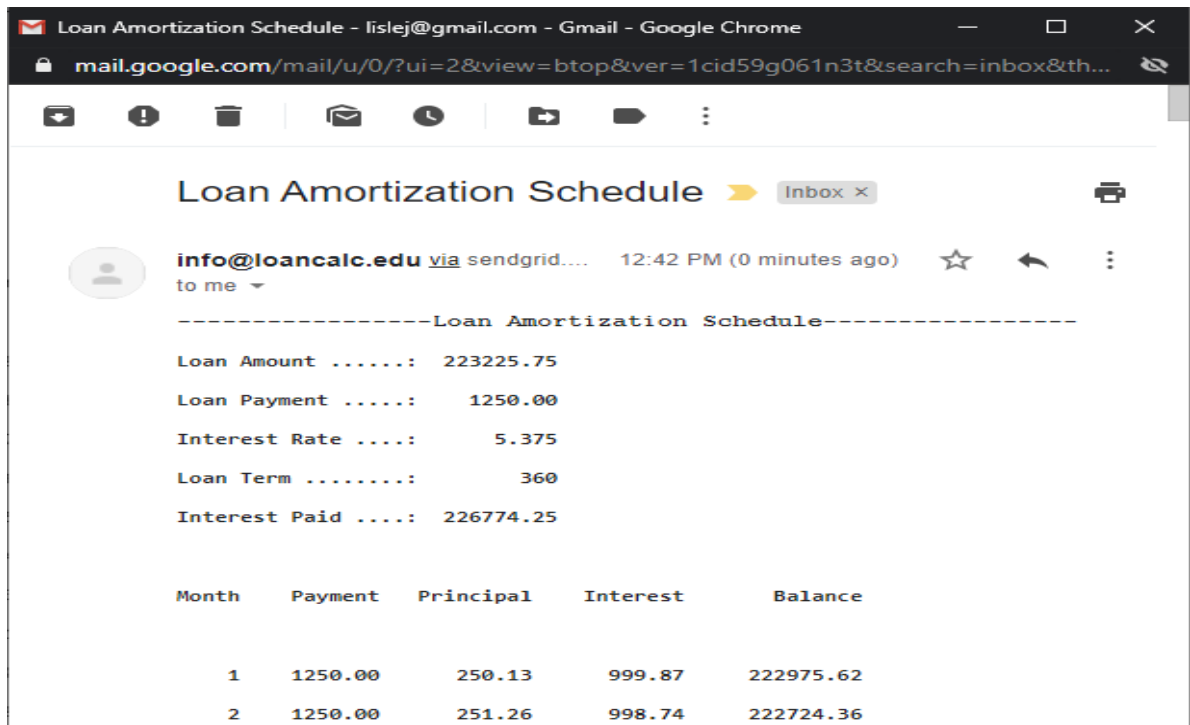 Loan Amortization Schedule - lislej@gmail.com - Gmail - Google Chrome
mail.google.com/mail/u/0/?ui=2&view=btop&ver=1cid59g061n3t&search=inbox&th...
Loan Amortization Schedule Inbox ×
info@loancalc.edu via sendgrid.... 12:42 PM (0 minutes ago)
to me
-----------------Loan Amortization Schedule-----------------
Loan Amount ......: 223225.75
Loan Payment .....: 1250.00
Interest Rate ....: 5.375
Loan Term ........: 360
Interest Paid ....: 226774.25
Month Payment Principal Interest Balance
1 1250.00 250.13 999.87 222975.62
2 1250.00 251.26 998.74 222724.36